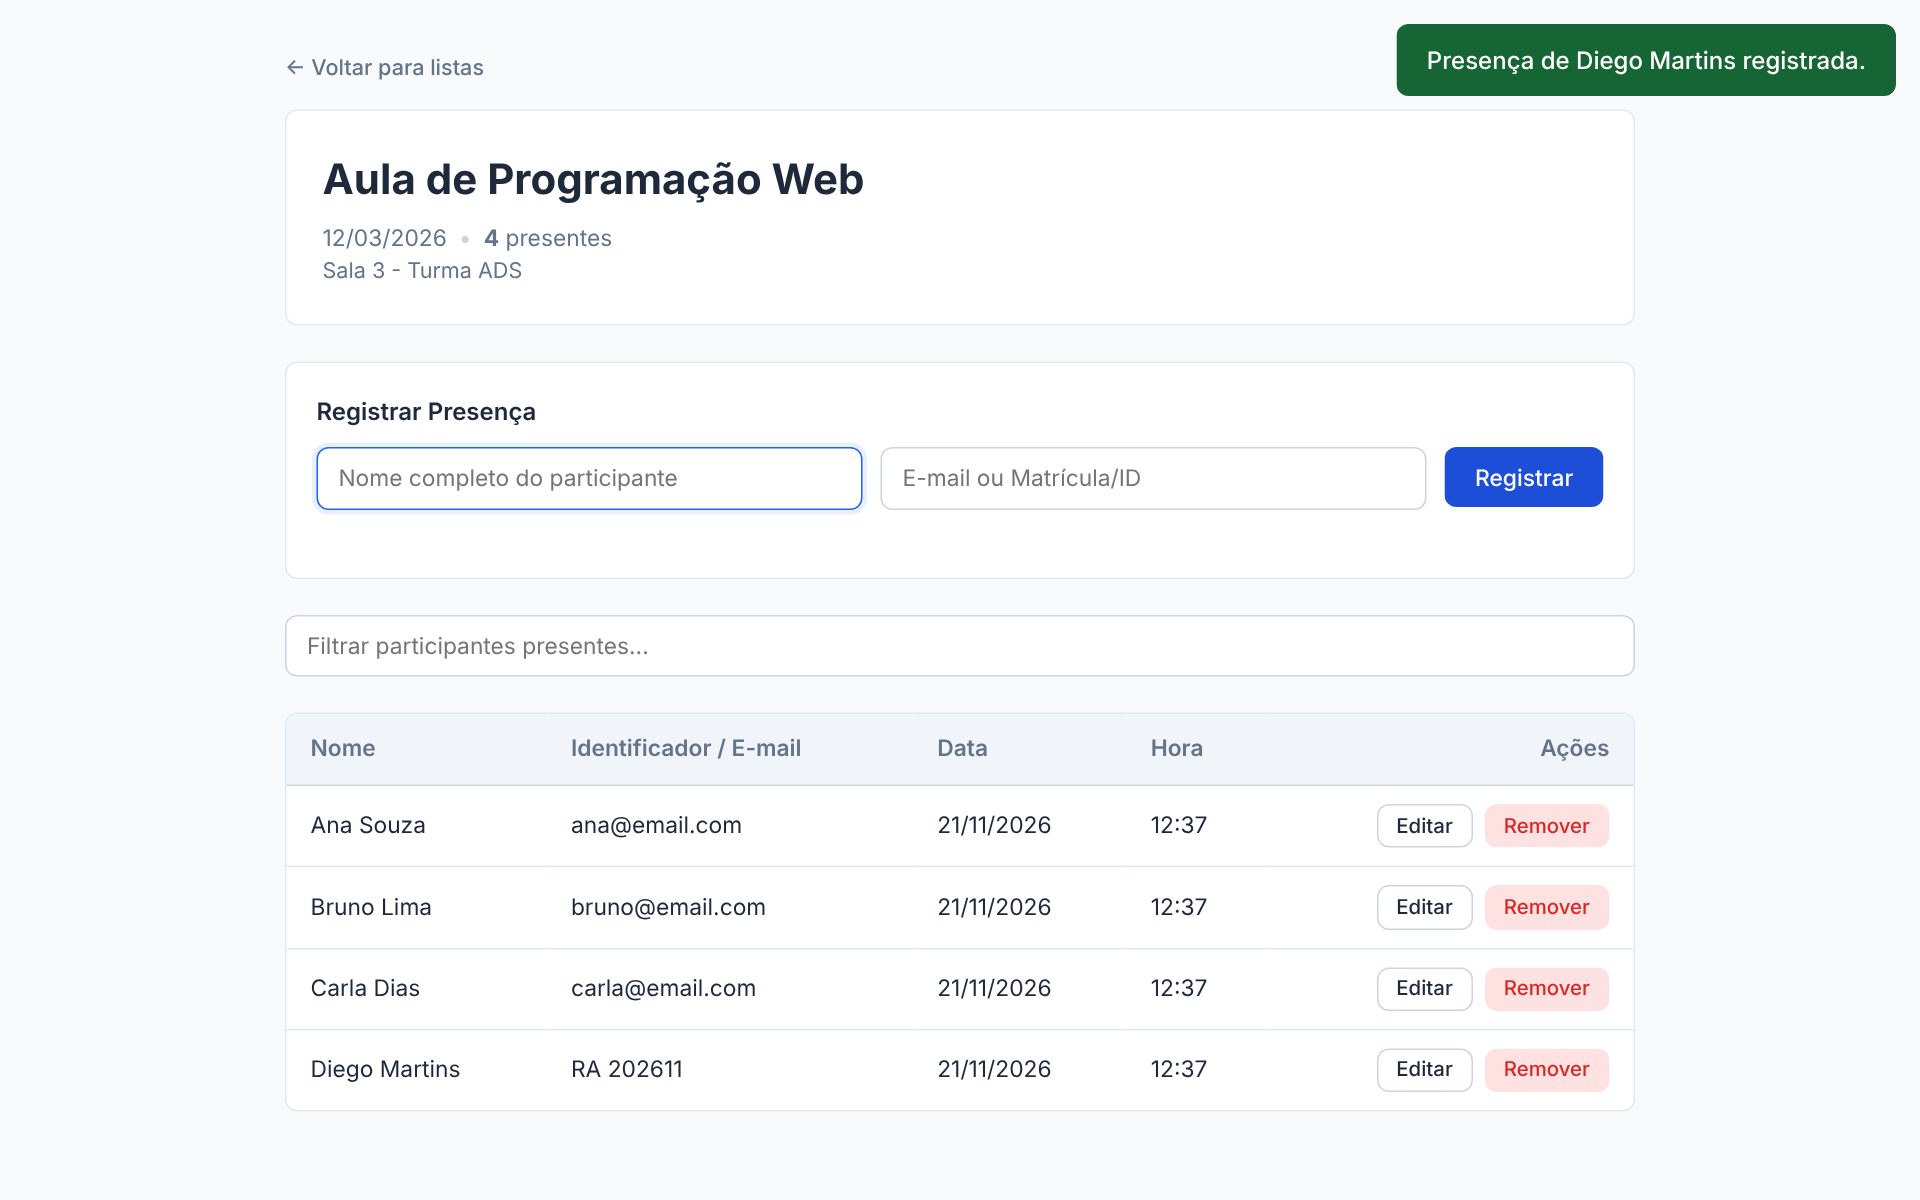 ← Voltar para listas
Presença de Diego Martins registrada.
Aula de Programação Web
12/03/2026 • 4 presentes
Sala 3 - Turma ADS
Registrar Presença
Nome completo do participante E-mail ou Matrícula/ID Registrar
Filtrar participantes presentes...
Nome Identificador / E-mail Data Hora Ações
Ana Souza ana@email.com 21/11/2026 12:37 Editar Remover
Bruno Lima bruno@email.com 21/11/2026 12:37 Editar Remover
Carla Dias carla@email.com 21/11/2026 12:37 Editar Remover
Diego Martins RA 202611 21/11/2026 12:37 Editar Remover